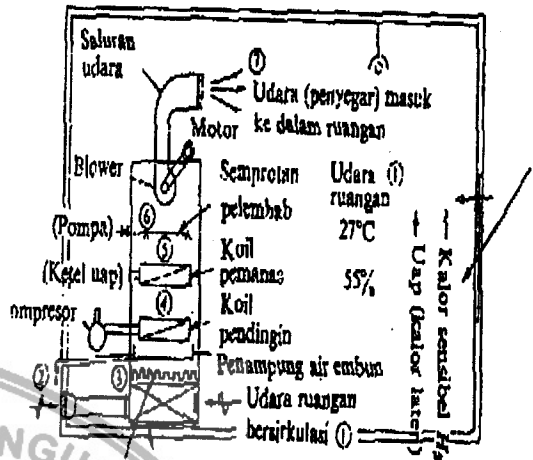 Saluran
udara
⑦
Udara (penyegar) masuk
ke dalam ruangan
Motor
Blower
Semprotan
pelembab
Udara ①
ruangan
27°C
55%
⑥
(Pompa)
⑤
Koil
pemanas
(Ketel uap)
④
ompresor
Koil
pendingin
Penampung air embun
②
③
Udara ruangan
bersirkulasi ①
Kalor sensibel
Uap (kalor laten)
NGU